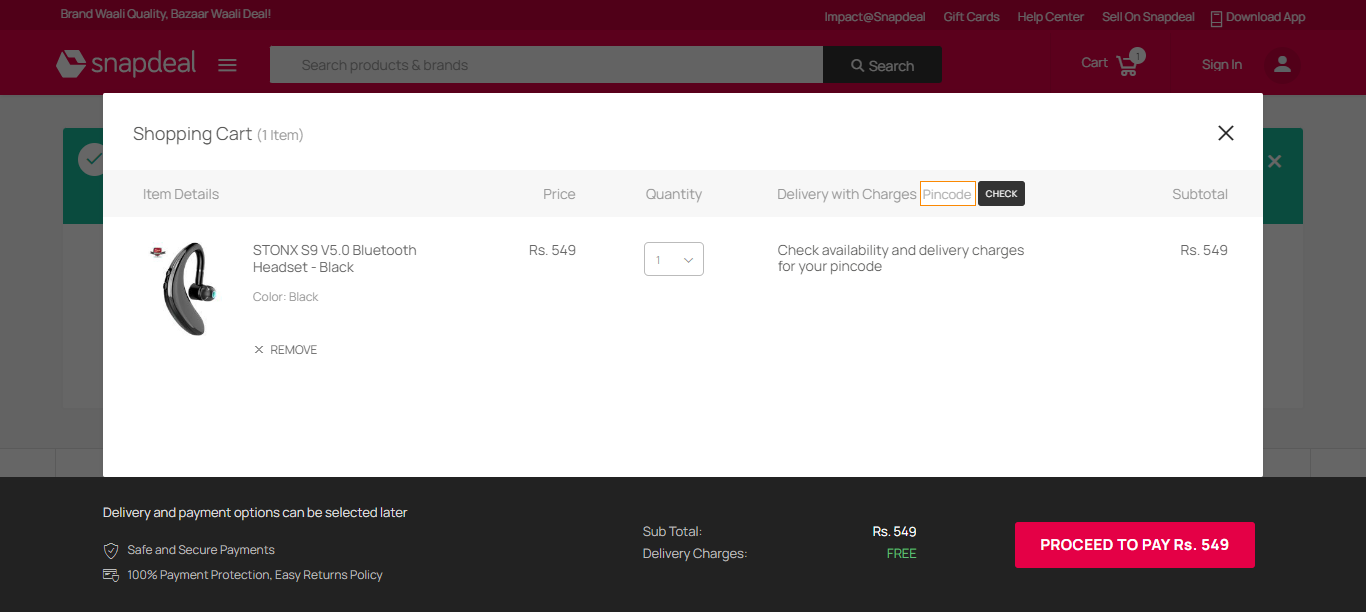 Brand Waali Quality, Bazaar Waali Deal!
Impact@Snapdeal Gift Cards Help Center Sell On Snapdeal Download App
snapdeal Search products & brands Search Cart 1 Sign In
Shopping Cart (1 Item)
Item Details Price Quantity Delivery with Charges Pincode CHECK Subtotal
STONX S9 V5.0 Bluetooth Rs. 549 Check availability and delivery charges Rs. 549
Headset - Black 1 for your pincode
Color: Black
REMOVE
Delivery and payment options can be selected later
Sub Total: Rs. 549
PROCEED TO PAY Rs. 549
Safe and Secure Payments Delivery Charges: FREE
100% Payment Protection, Easy Returns Policy